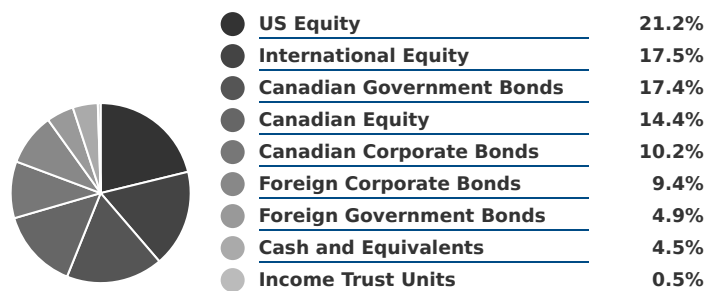 US Equity 21.2%
International Equity 17.5%
Canadian Government Bonds 17.4%
Canadian Equity 14.4%
Canadian Corporate Bonds 10.2%
Foreign Corporate Bonds 9.4%
Foreign Government Bonds 4.9%
Cash and Equivalents 4.5%
Income Trust Units 0.5%